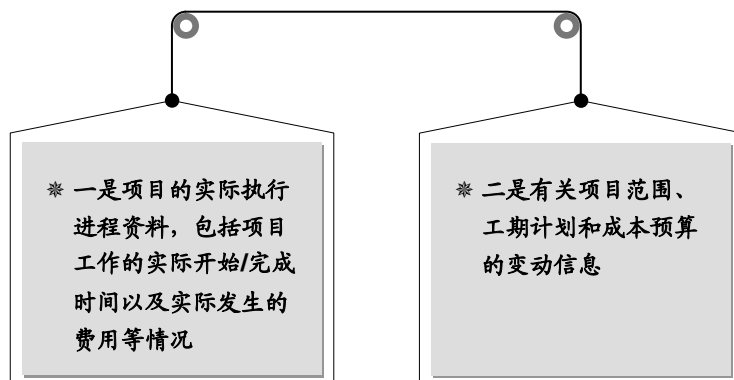 ✵ 一是项目的实际执行
进程资料，包括项目
工作的实际开始/完成
时间以及实际发生的
费用等情况
✵ 二是有关项目范围、
工期计划和成本预算
的变动信息